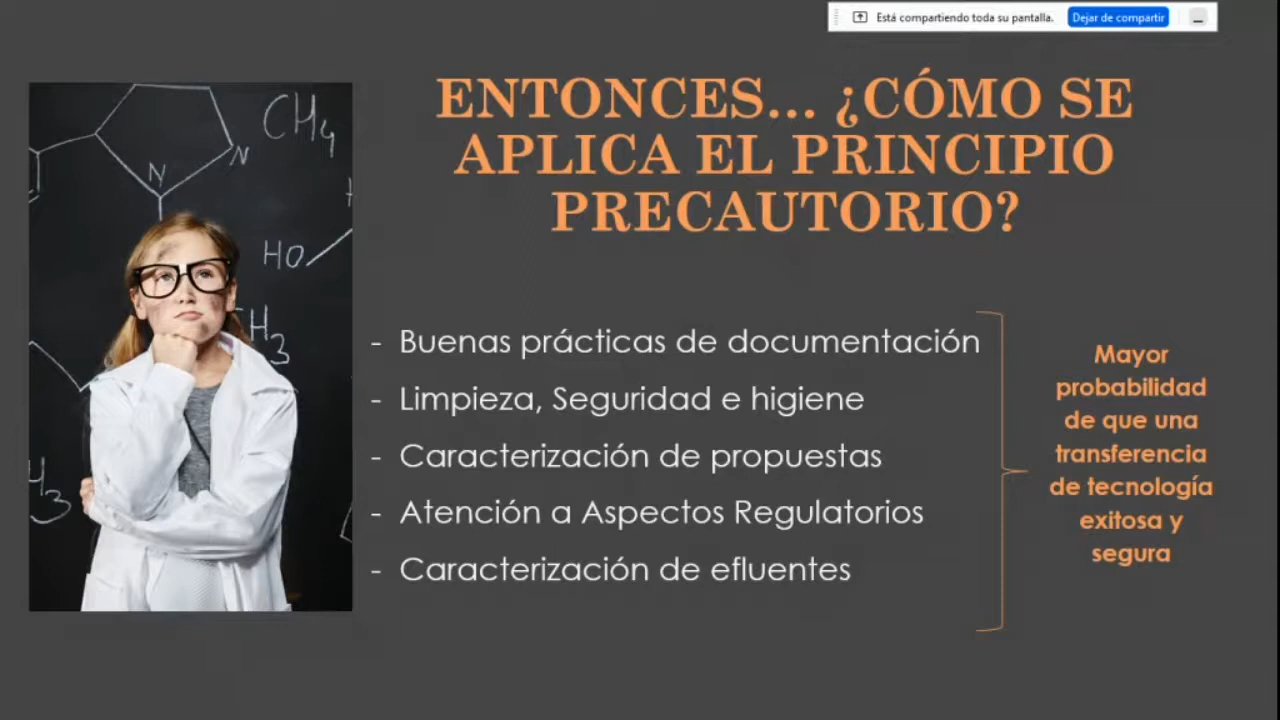 Está compartiendo toda su pantalla.
Dejar de compartir
ENTONCES... ¿CÓMO SE
APLICA EL PRINCIPIO
PRECAUTORIO?
CH4
N
N
HO
H3
H3
- Buenas prácticas de documentación
- Limpieza, Seguridad e higiene
- Caracterización de propuestas
- Atención a Aspectos Regulatorios
- Caracterización de efluentes
Mayor
probabilidad
de que una
transferencia
de tecnología
exitosa y
segura